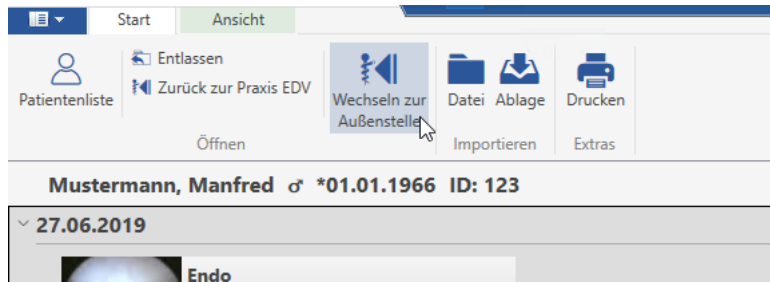 Start Ansicht
Entlassen
Patientenliste Zurück zur Praxis EDV Wechseln zur Datei Ablage Drucken
Außenstelle
Öffnen Importieren Extras
Mustermann, Manfred ♂ *01.01.1966 ID: 123
27.06.2019
Endo